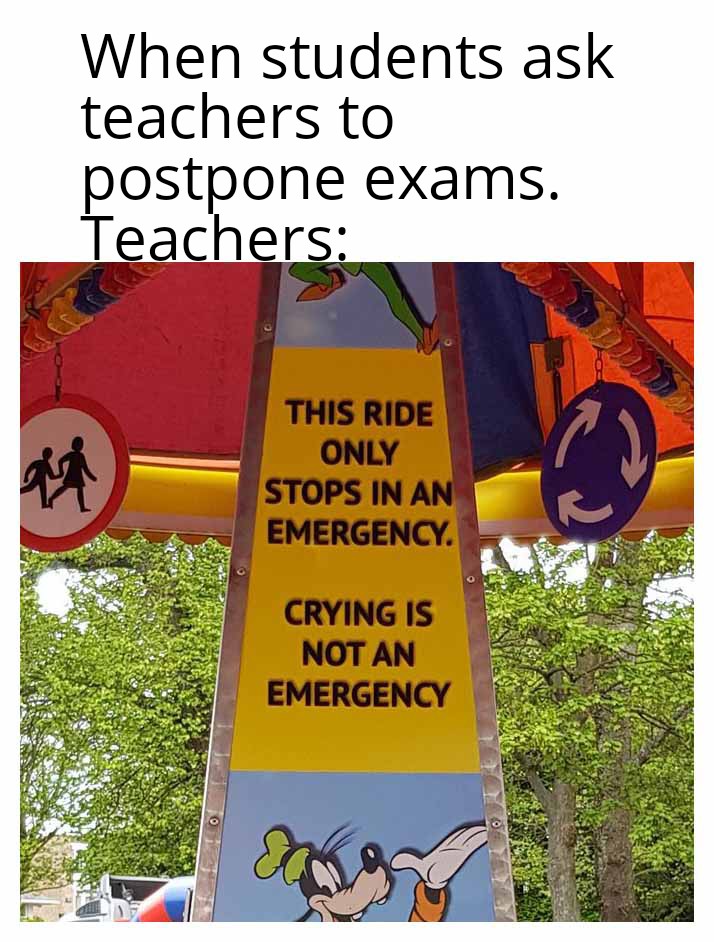 When students ask
teachers to
postpone exams.
Teachers:
THIS RIDE
ONLY
STOPS IN AN
EMERGENCY.
CRYING IS
NOT AN
EMERGENCY